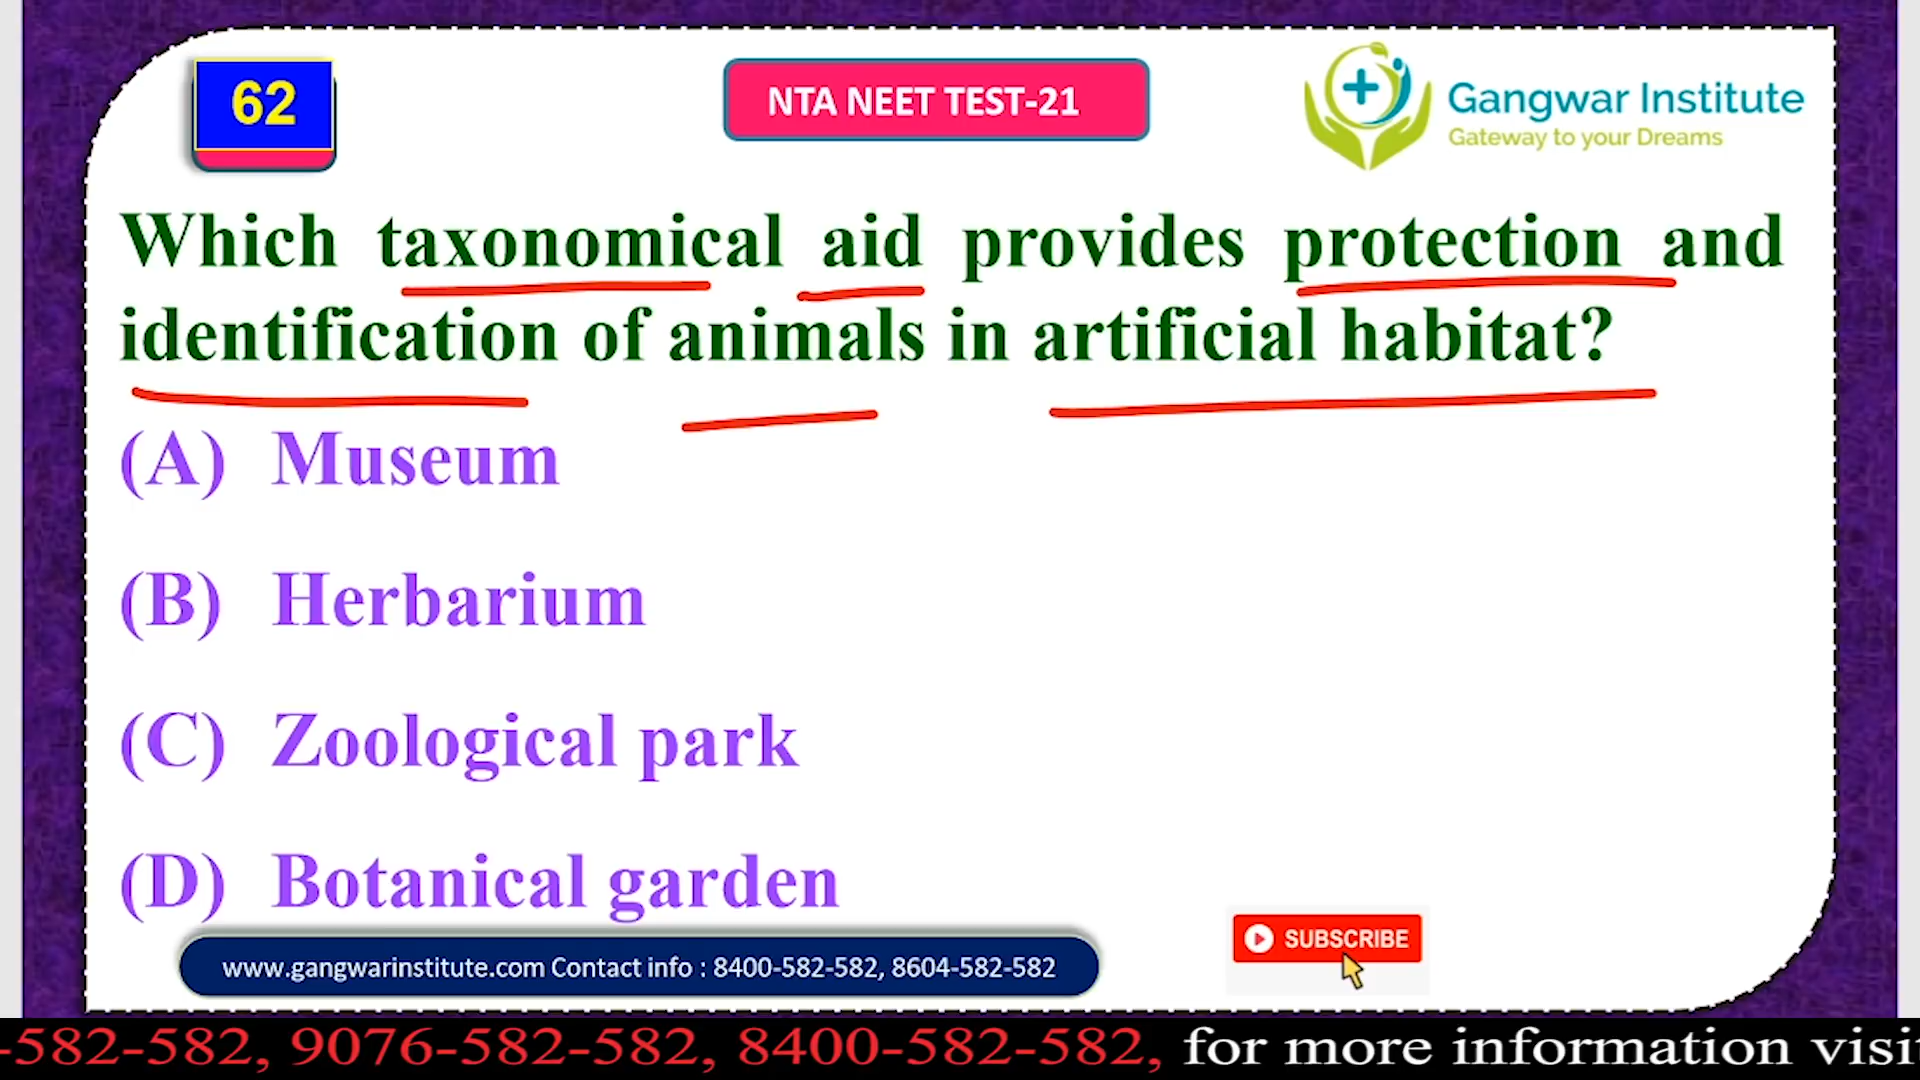 62
NTA NEET TEST-21
Gangwar Institute
Gateway to your Dreams
Which taxonomical aid provides protection and
identification of animals in artificial habitat?
(A) Museum
(B) Herbarium
(C) Zoological park
(D) Botanical garden
www.gangwarinstitute.com Contact info : 8400-582-582, 8604-582-582
SUBSCRIBE
-582-582, 9076-582-582, 8400-582-582, for more information visi